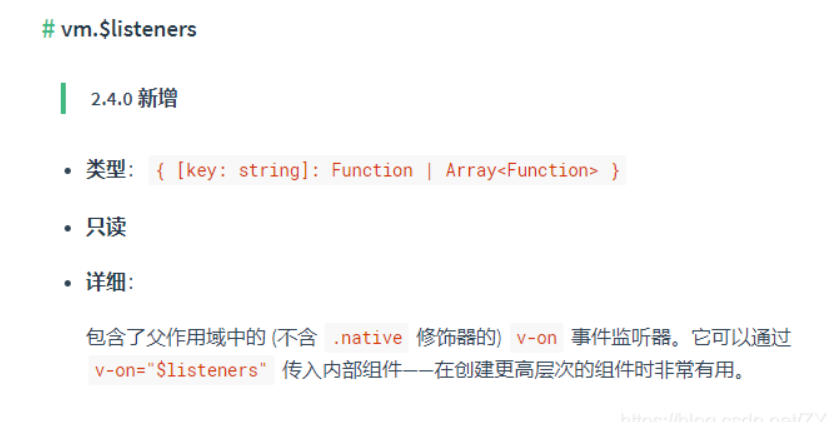 # vm.$listeners
2.4.0 新增
• 类型： { [key: string]: Function | Array<Function> }
• 只读
• 详细：
包含了父作用域中的 (不含 .native 修饰器的) v-on 事件监听器。它可以通过
v-on="$listeners" 传入内部组件——在创建更高层次的组件时非常有用。
https://blog.csdn.net/ZY